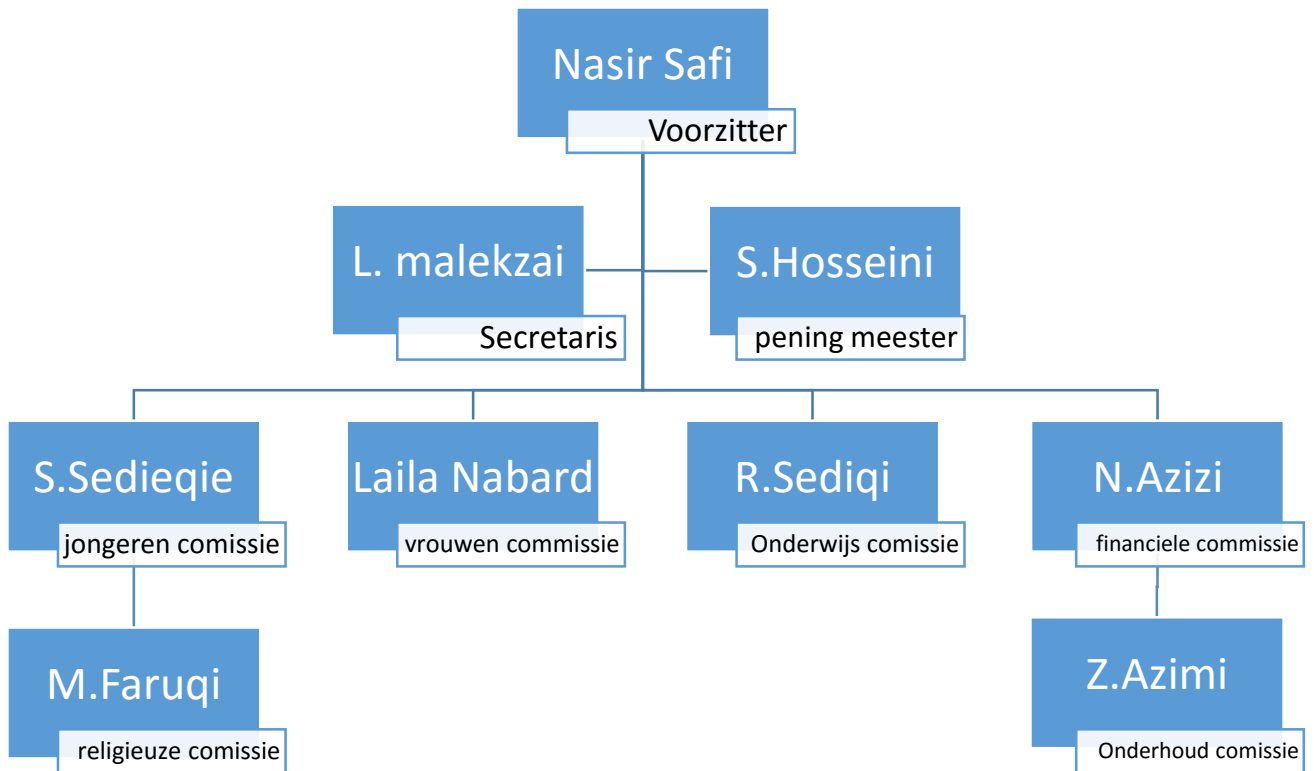 Nasir Safi
Voorzitter
L. malekzai
Secretaris
S.Hosseini
pening meester
S.Sedieqie
jongeren comissie
Laila Nabard
vrouwen commissie
R.Sediqi
Onderwijs comissie
N.Azizi
financiele commissie
M.Faruqi
religieuze comissie
Z.Azimi
Onderhoud comissie